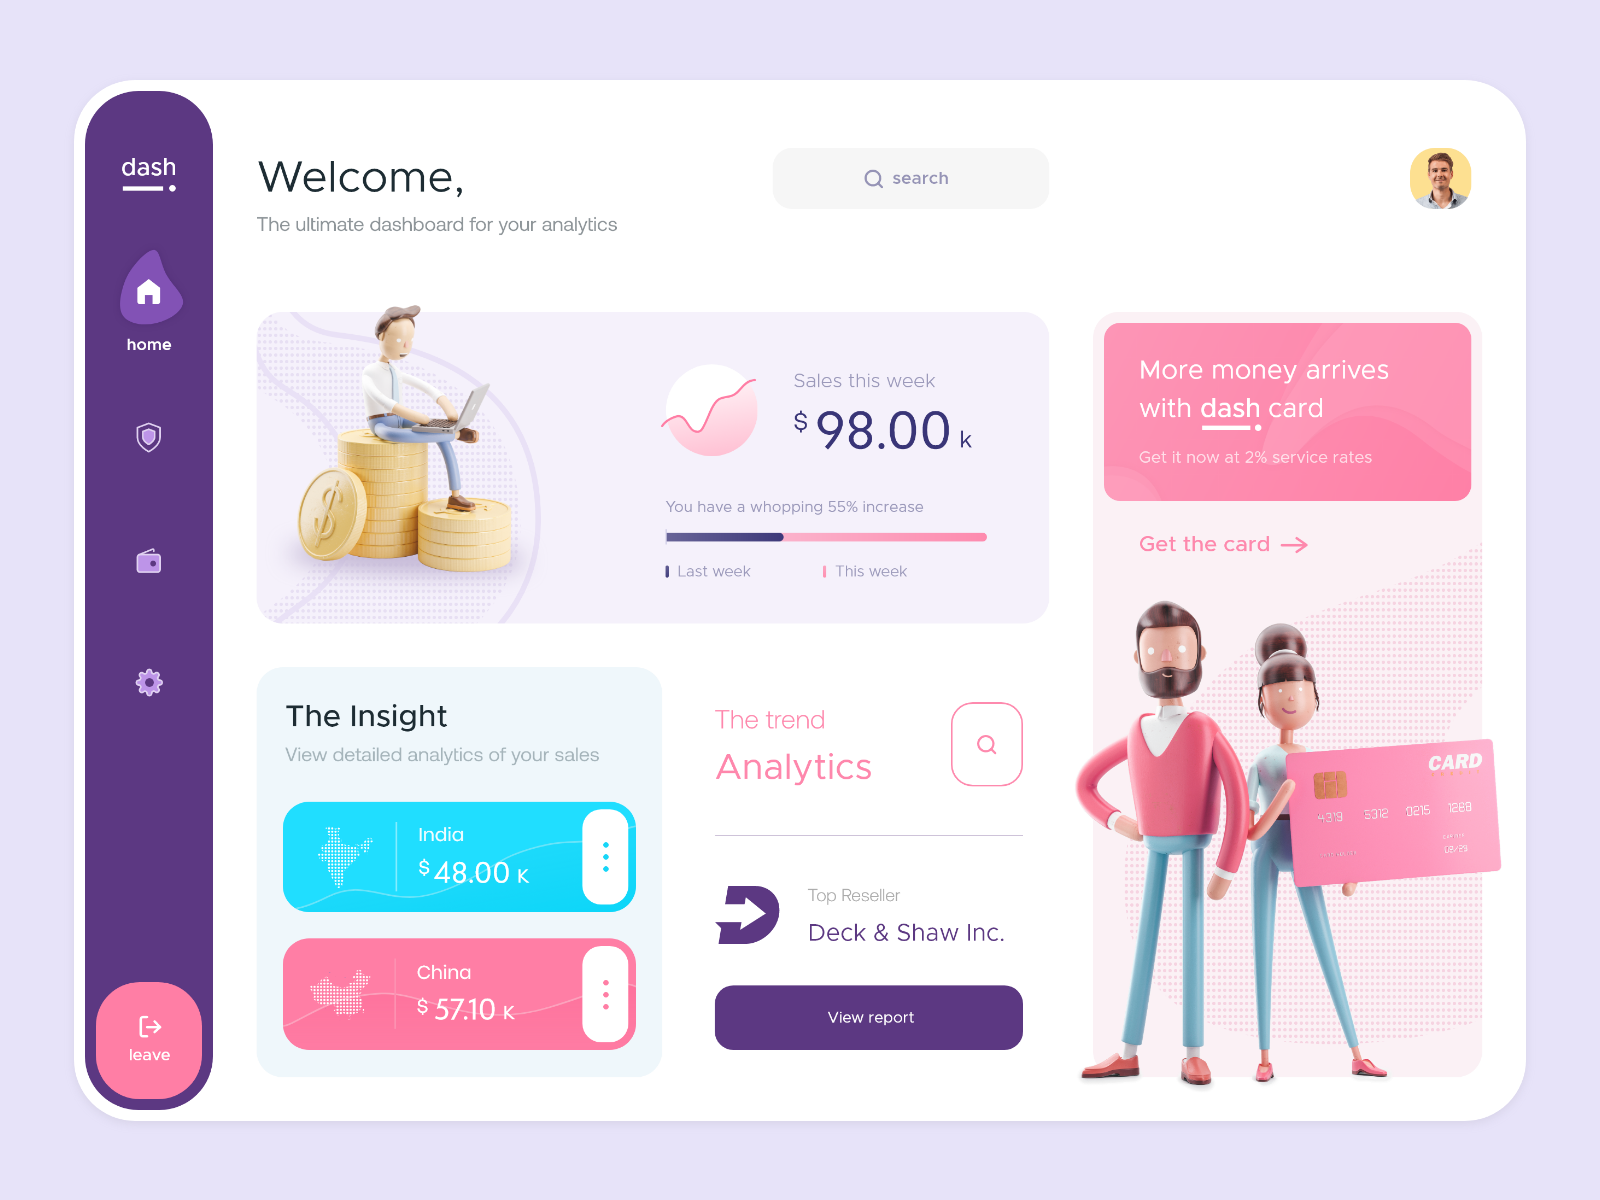 dash
home
leave
Welcome,
The ultimate dashboard for your analytics
search
Sales this week
$ 98.00 k
You have a whopping 55% increase
Last week
This week
The Insight
View detailed analytics of your sales
India
$ 48.00 K
China
$ 57.10 K
The trend
Analytics
Top Reseller
Deck & Shaw Inc.
View report
More money arrives
with dash card
Get it now at 2% service rates
Get the card
CARD
4319 5312 0215 1288